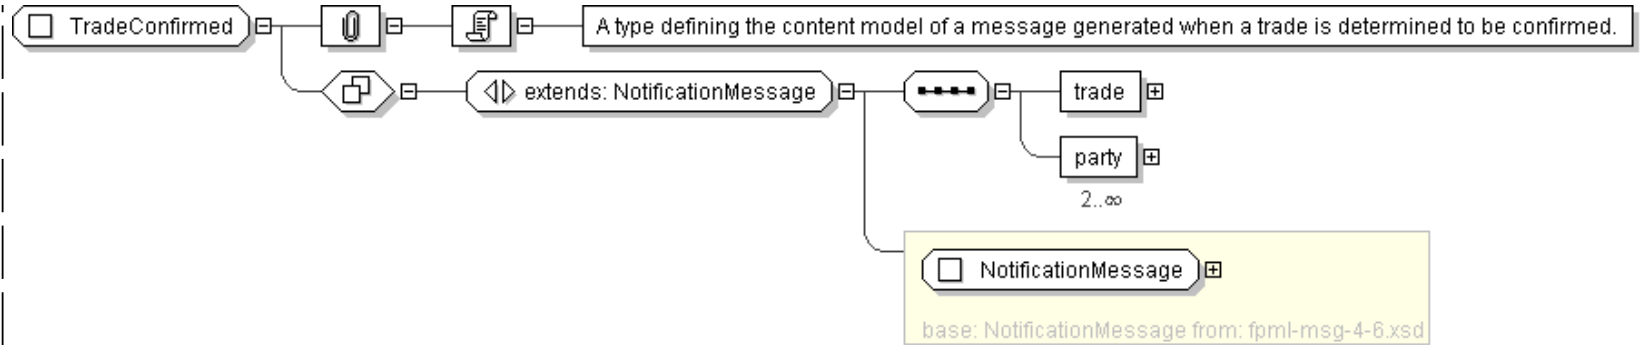 TradeConfirmed
A type defining the content model of a message generated when a trade is determined to be confirmed.
extends: NotificationMessage
trade
party
2..∞
NotificationMessage
base: NotificationMessage from: fpml-msg-4-6.xsd